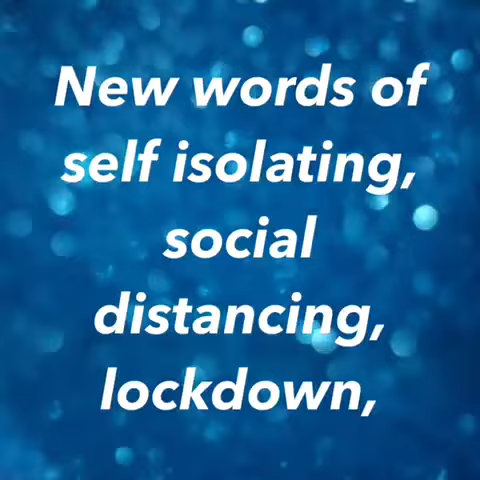 New words of
self isolating,
social
distancing,
lockdown,